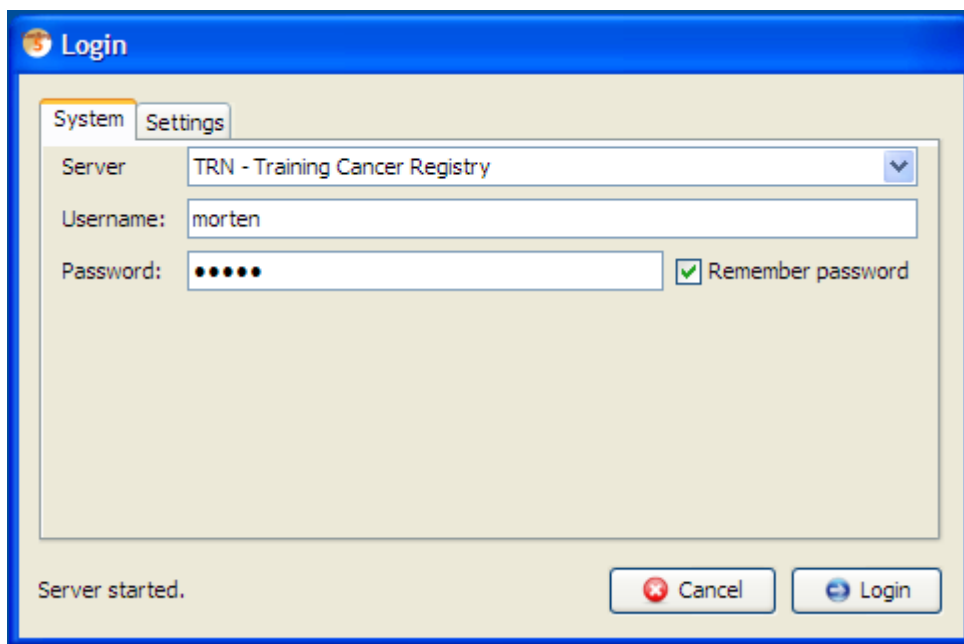 Login
System Settings
Server TRN - Training Cancer Registry
Username: morten
Password: ●●●●● Remember password
Server started. Cancel Login